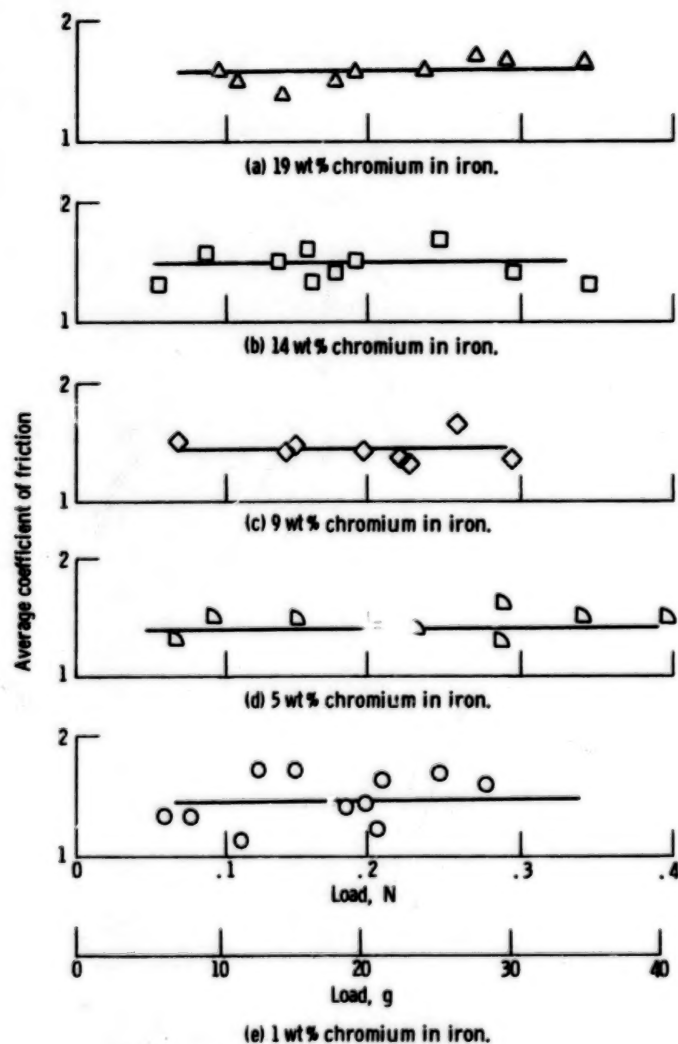 2
1
(a) 19 wt% chromium in iron.
2
1
(b) 14 wt% chromium in iron.
2
1
(c) 9 wt% chromium in iron.
2
1
(d) 5 wt% chromium in iron.
2
1
0 .1 .2 .3 .4
Load, N
0 10 20 30 40
Load, g
(e) 1 wt% chromium in iron.
Average coefficient of friction